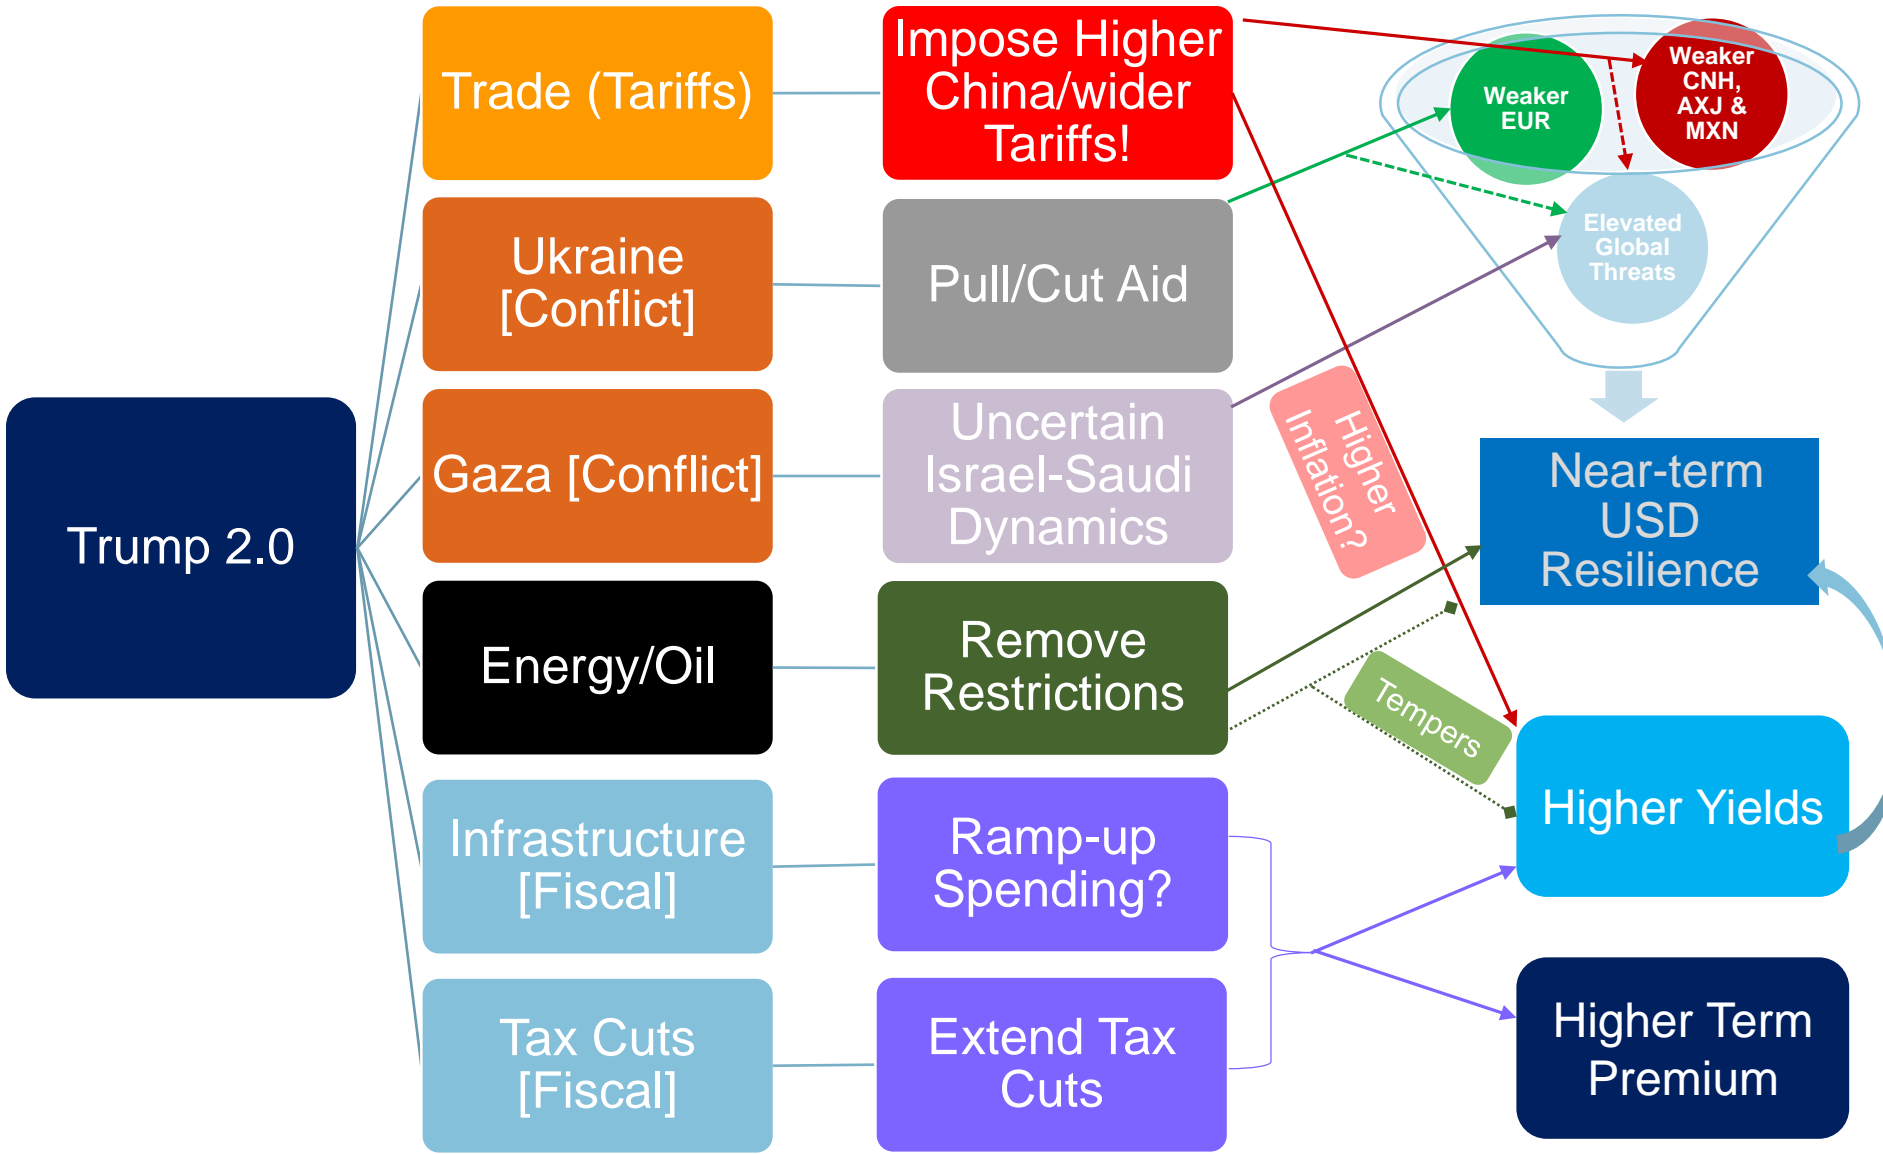 Trump 2.0
Trade (Tariffs)
Ukraine
[Conflict]
Gaza [Conflict]
Energy/Oil
Infrastructure
[Fiscal]
Tax Cuts
[Fiscal]
Impose Higher
China/wider
Tariffs!
Pull/Cut Aid
Uncertain
Israel-Saudi
Dynamics
Remove
Restrictions
Ramp-up
Spending?
Extend Tax
Cuts
Higher
Inflation?
Tempers
Weaker
EUR
Weaker
CNH,
AXJ &
MXN
Elevated
Global
Threats
Near-term
USD
Resilience
Higher Yields
Higher Term
Premium